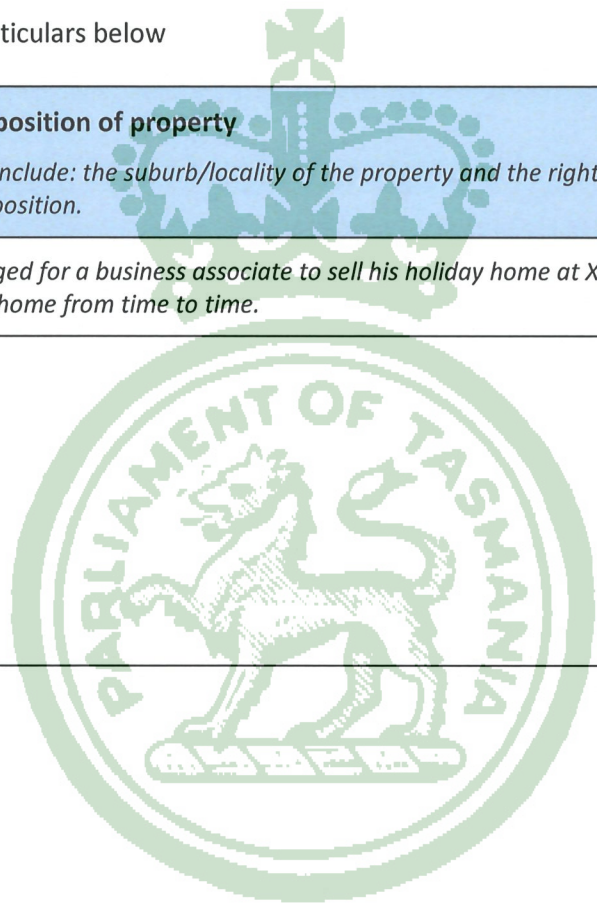 ticulars below
position of property
nclude: the suburb/locality of the property and the right
position.
ged for a business associate to sell his holiday home at X
home from time to time.
PARLIAMENT OF TASMANIA